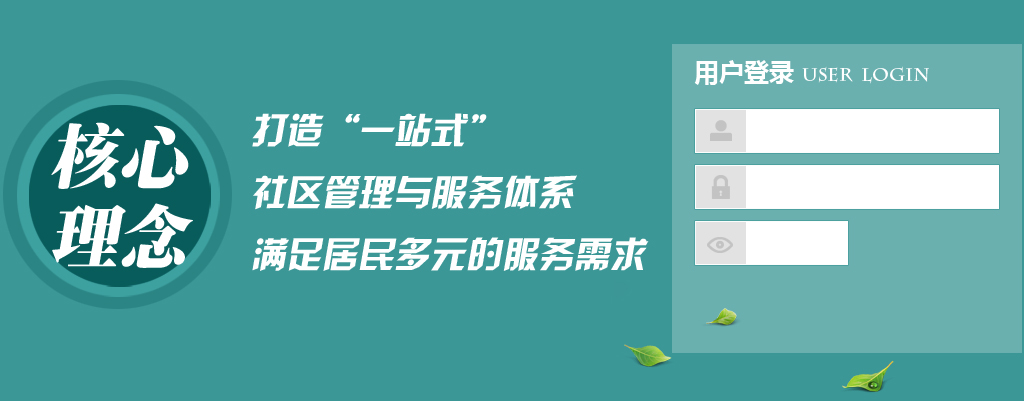 核心
理念
打造“一站式”
社区管理与服务体系
满足居民多元的服务需求
用户登录 USER LOGIN